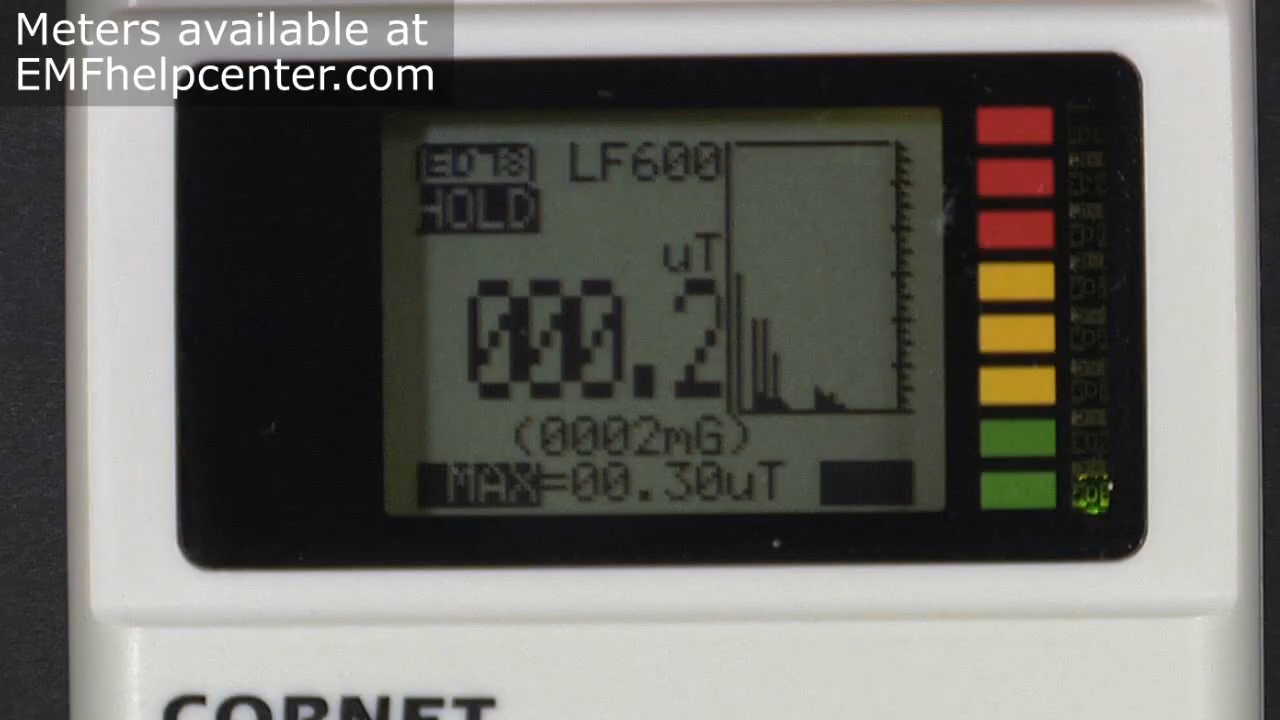 Meters available at
EMFhelpcenter.com
ED78 LF600
HOLD
uT
000.2
(0002mG)
MAX=00.30uT
CORNET